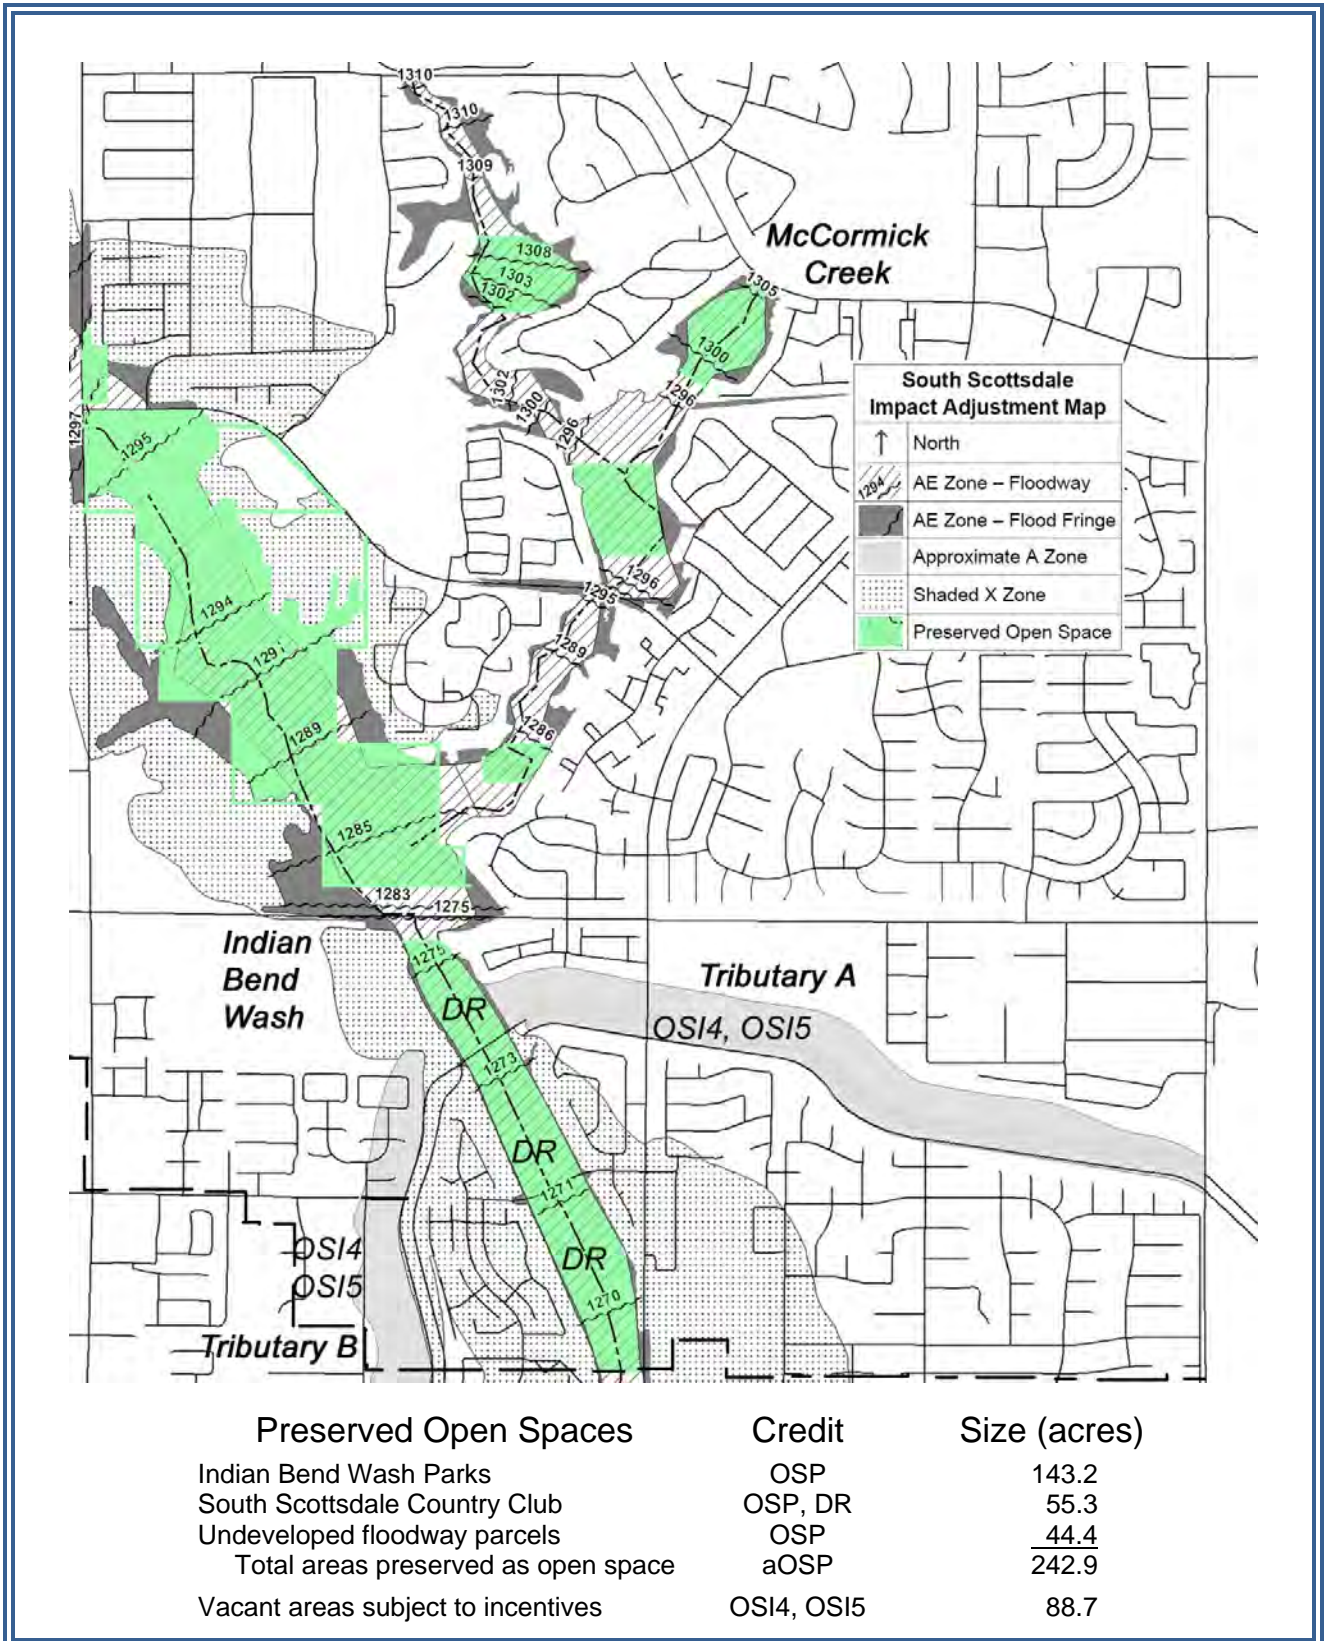 1310
1310
1309
McCormick
Creek
1308
1303
1302
1305
1300
1296
1302
1300
1296
1297
1295
South Scottsdale
Impact Adjustment Map
North
1294 AE Zone – Floodway
AE Zone – Flood Fringe
Approximate A Zone
Shaded X Zone
Preserved Open Space
1296
1295
1294
1289
129
1286
1289
1285
1283
1275
Indian
Bend
Wash
1275
Tributary A
DR
OSI4, OSI5
1273
DR
1271
OSI4
OSI5
DR
1270
Tributary B
Preserved Open Spaces Credit Size (acres)
Indian Bend Wash Parks OSP 143.2
South Scottsdale Country Club OSP, DR 55.3
Undeveloped floodway parcels OSP 44.4
Total areas preserved as open space aOSP 242.9
Vacant areas subject to incentives OSI4, OSI5 88.7